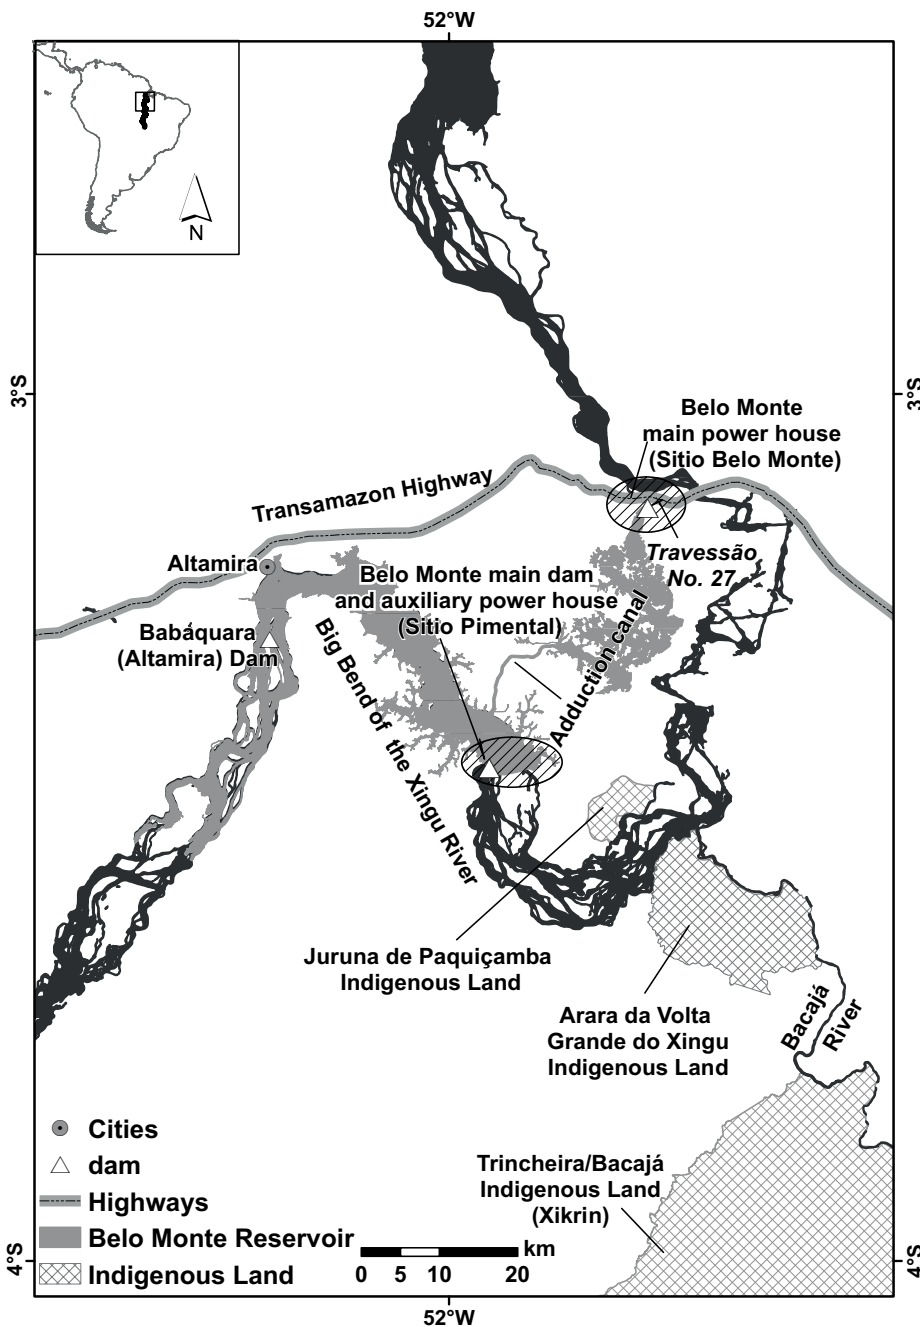 52°W
N
3°S
3°S
Belo Monte
main power house
(Sitio Belo Monte)
Transamazon Highway
Altamira
Travessão
No. 27
Belo Monte main dam
and auxiliary power house
(Sitio Pimental)
Babáquara
(Altamira) Dam
Adduction canal
Big Bend of the Xingu River
Juruna de Paquiçamba
Indigenous Land
Arara da Volta
Grande do Xingu
Indigenous Land
Bacajá
River
Trincheira/Bacajá
Indigenous Land
(Xikrin)
Cities
dam
Highways
Belo Monte Reservoir
Indigenous Land
km
0 5 10 20
4°S
4°S
52°W